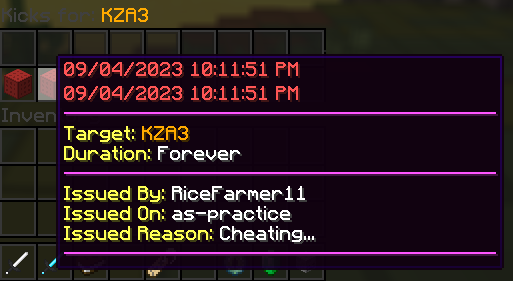 Kicks for: KZA3
09/04/2023 10:11:51 PM
09/04/2023 10:11:51 PM
Target: KZA3
Duration: Forever
Issued By: RiceFarmer11
Issued On: as-practice
Issued Reason: Cheating...
Inven